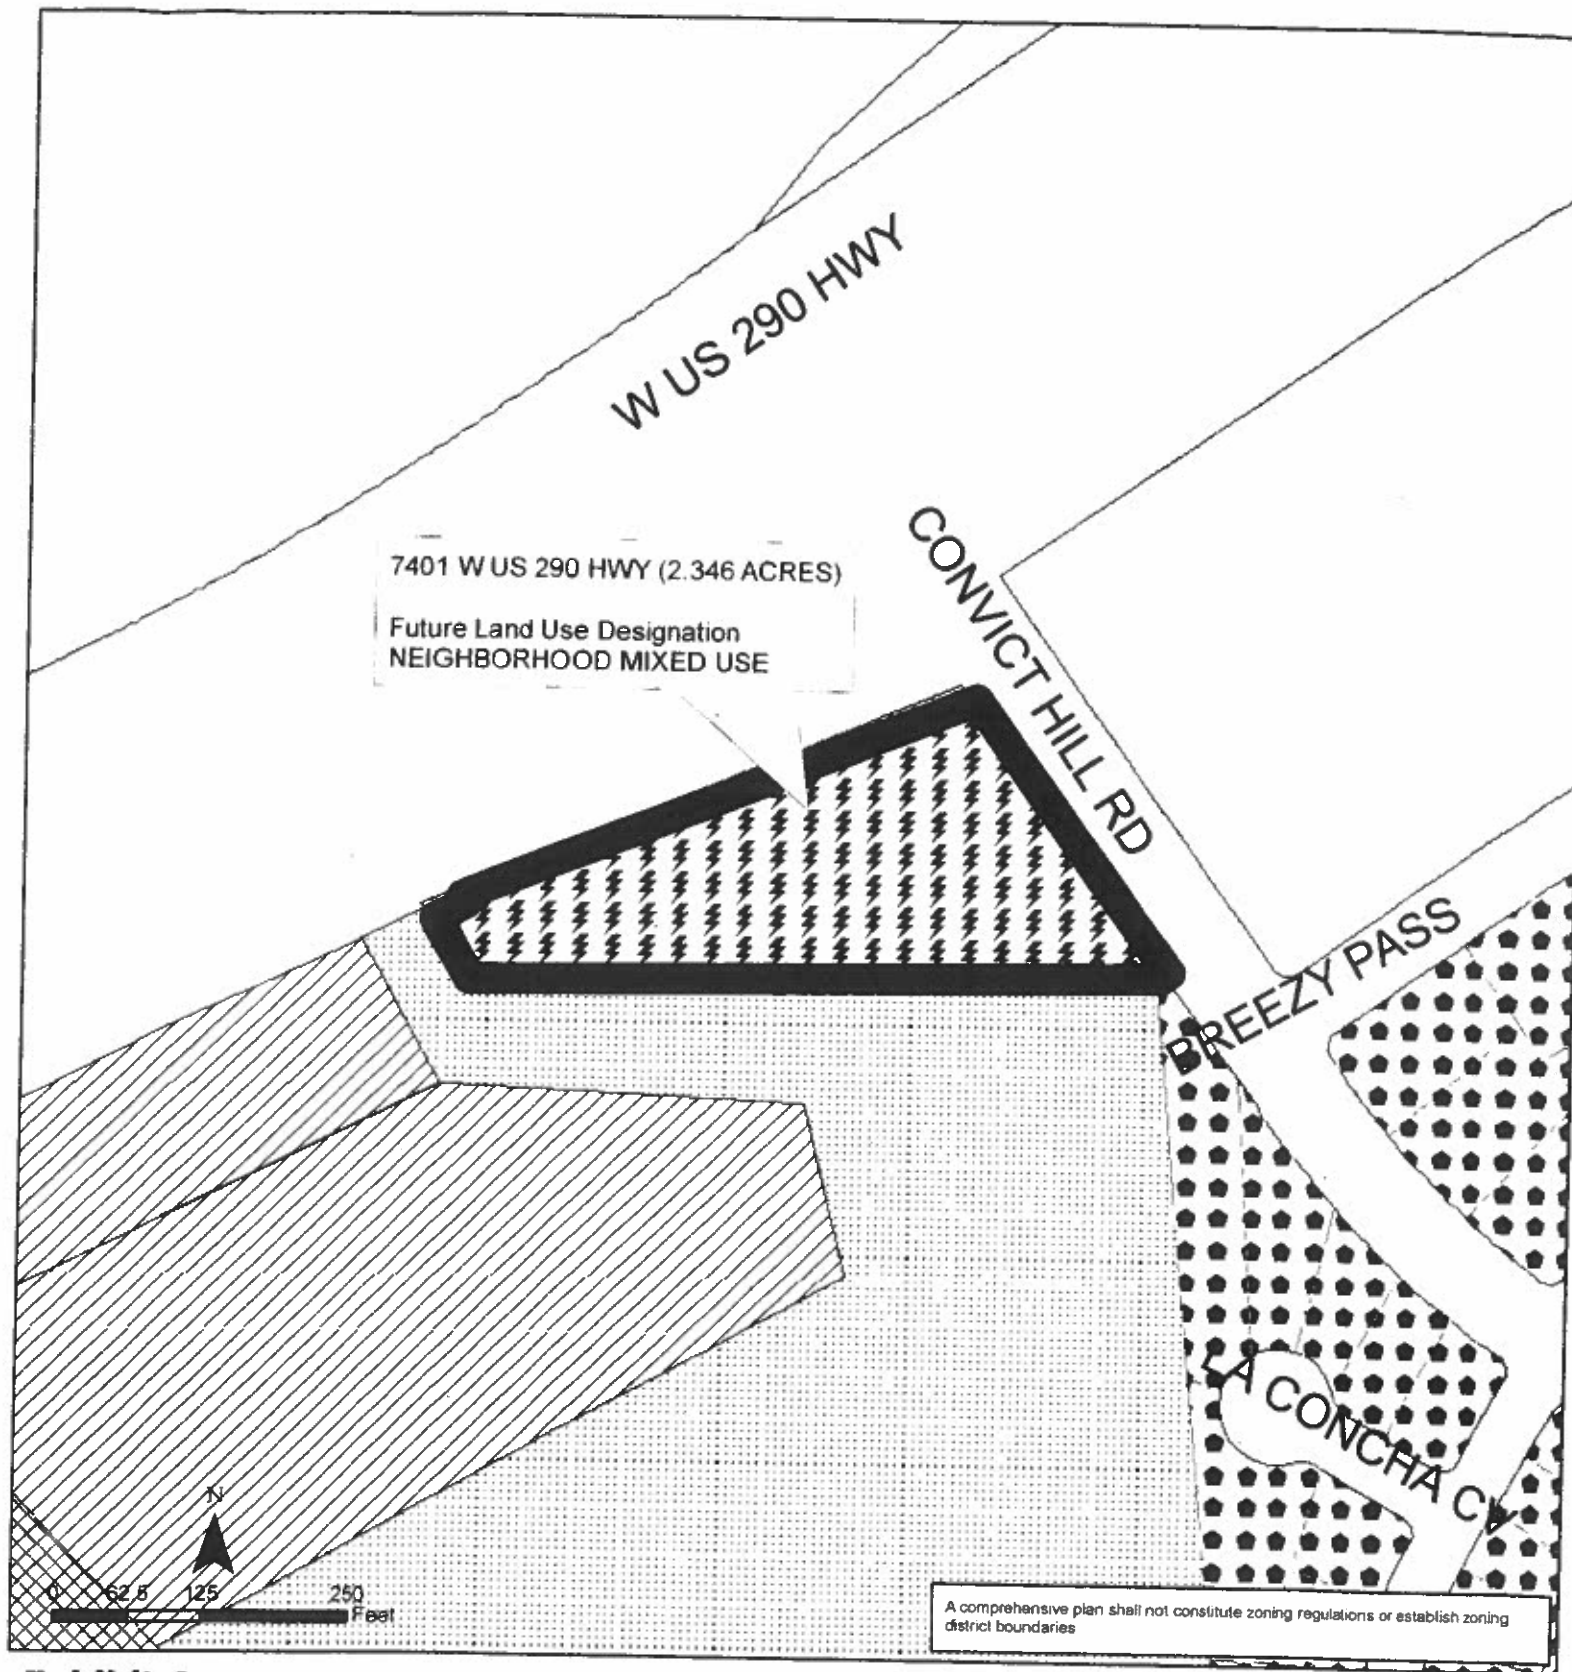 W US 290 HWY
CONVICT HILL RD
7401 W US 290 HWY (2.346 ACRES)
Future Land Use Designation
NEIGHBORHOOD MIXED USE
BREEZY PASS
LA CONCHA CV
N
0 62.5 125 250
Feet
A comprehensive plan shall not constitute zoning regulations or establish zoning
district boundaries